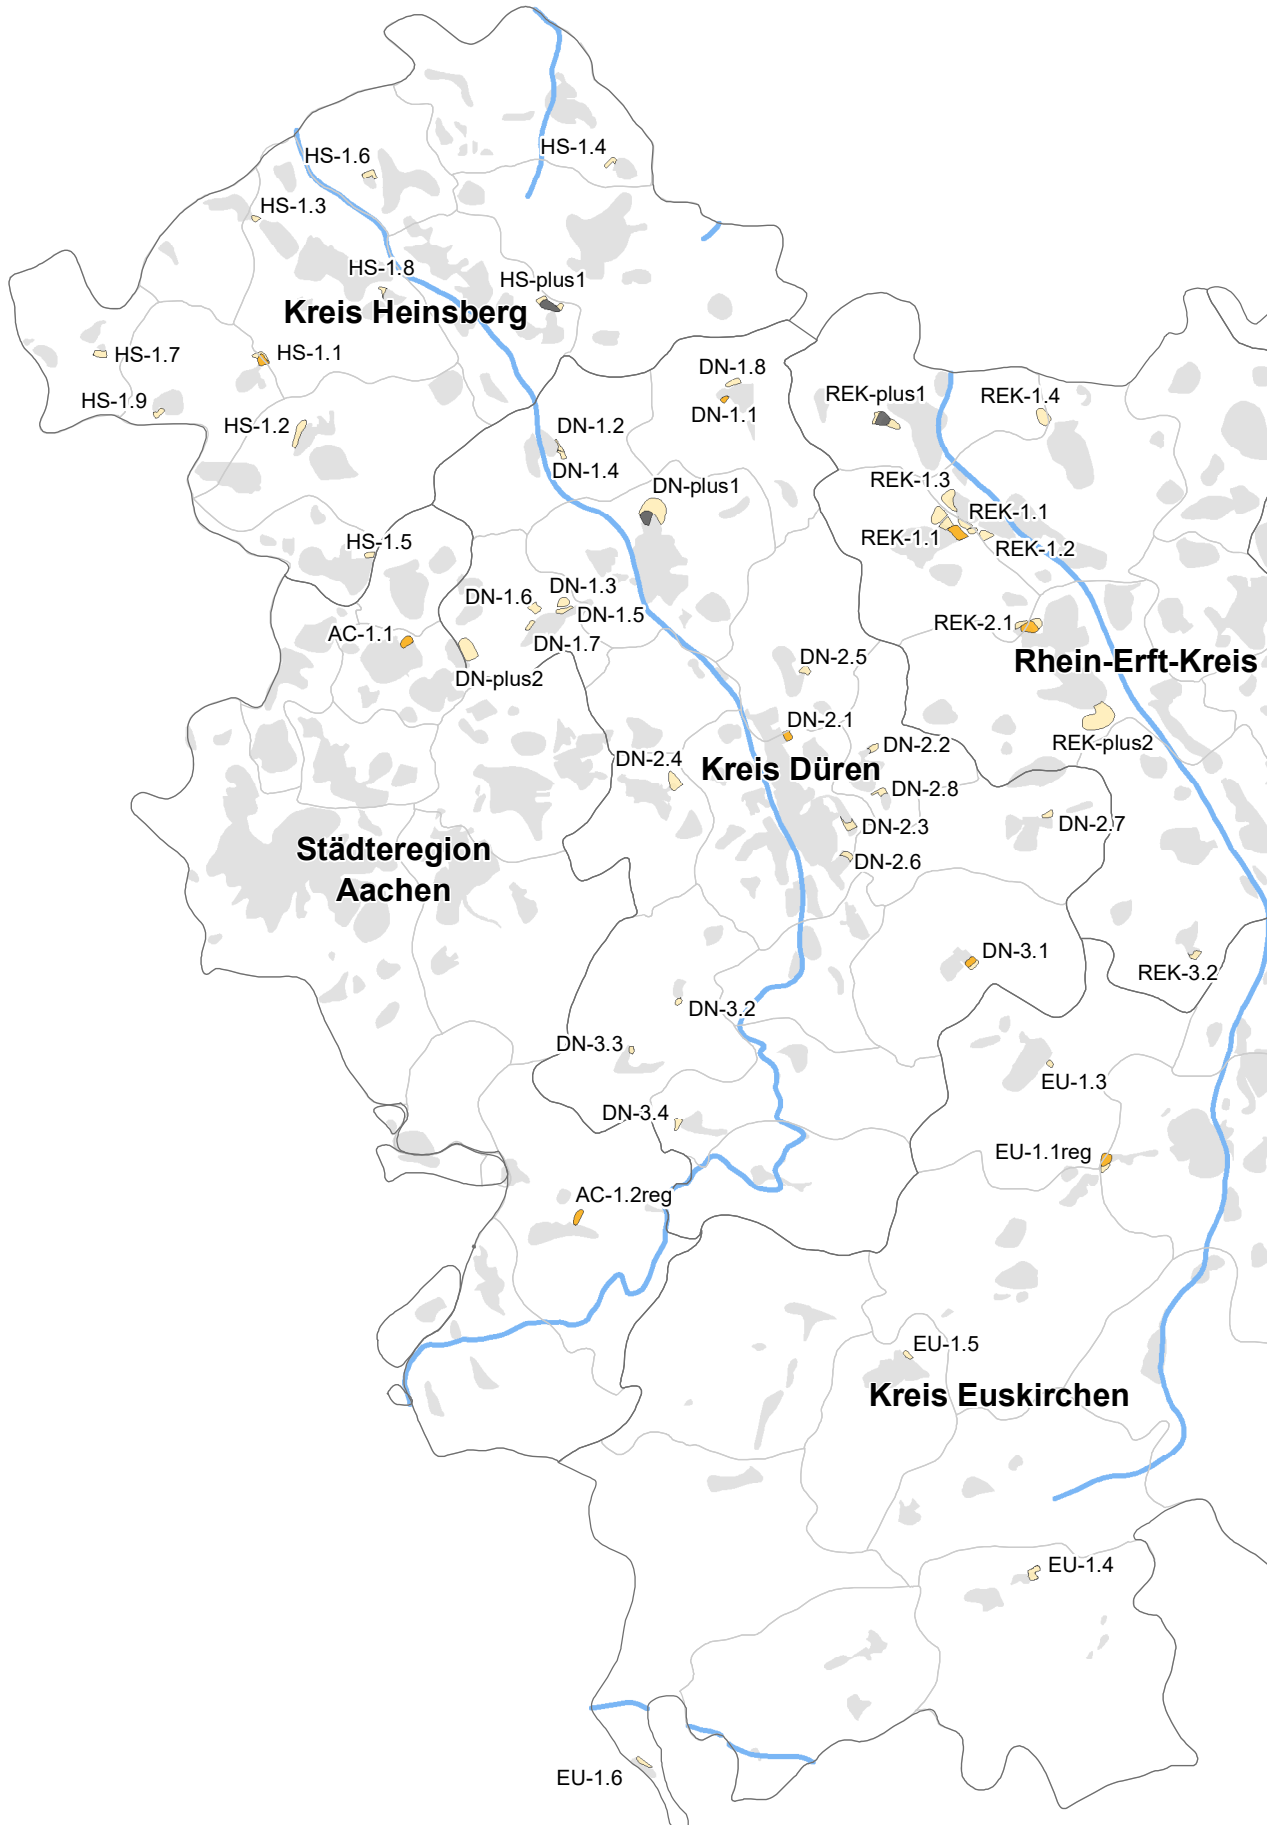 HS-1.4
HS-1.6
HS-1.3
HS-1.8
HS-plus1
Kreis Heinsberg
HS-1.7
HS-1.1
DN-1.8
HS-1.9
DN-1.1
REK-plus1
REK-1.4
HS-1.2
DN-1.2
DN-1.4
REK-1.3
DN-plus1
REK-1.1
REK-1.1
HS-1.5
REK-1.2
DN-1.6
DN-1.3
DN-1.5
AC-1.1
DN-1.7
REK-2.1
DN-2.5
Rhein-Erft-Kreis
DN-plus2
DN-2.1
REK-plus2
DN-2.2
DN-2.4
Kreis Düren
DN-2.8
DN-2.3
DN-2.7
Städteregion
Aachen
DN-2.6
DN-3.1
REK-3.2
DN-3.2
DN-3.3
EU-1.3
DN-3.4
EU-1.1reg
AC-1.2reg
EU-1.5
Kreis Euskirchen
EU-1.4
EU-1.6